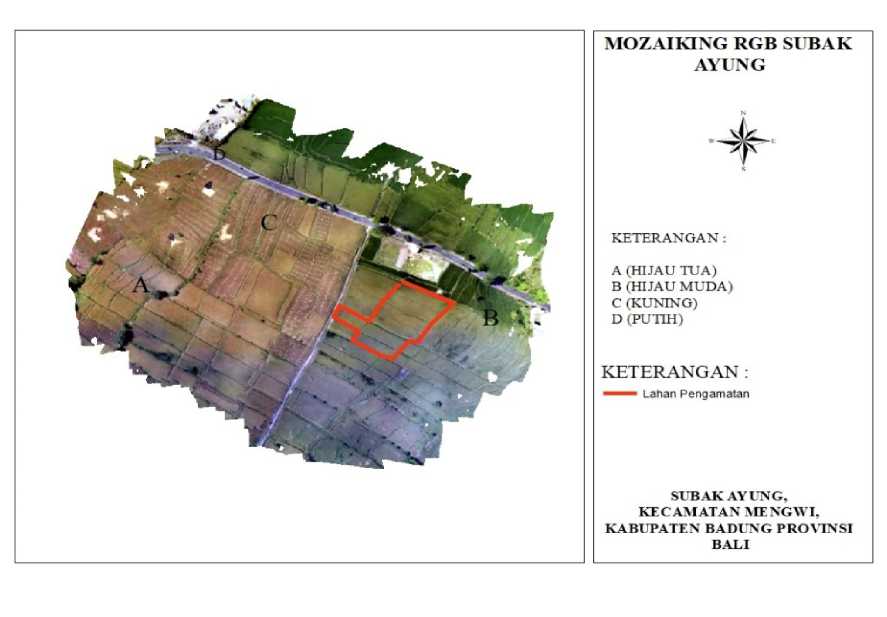 MOZAIKING RGB SUBAK
AYUNG
N
W
E
S
D
C
A
B
KETERANGAN :
A (HIJAU TUA)
B (HIJAU MUDA)
C (KUNING)
D (PUTIH)
KETERANGAN :
Lahan Pengamatan
SUBAK AYUNG,
KECAMATAN MENGWI,
KABUPATEN BADUNG PROVINSI
BALI